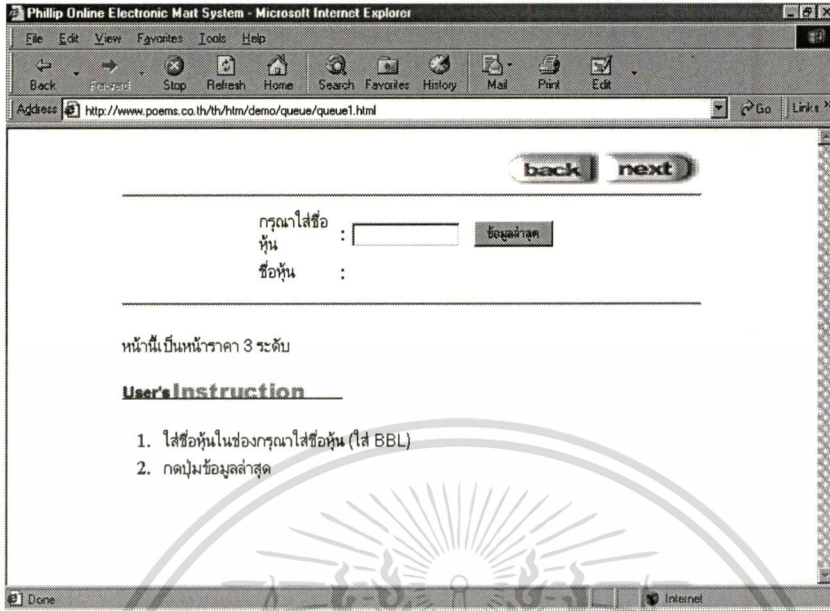 Phillip Online Electronic Mart System - Microsoft Internet Explorer
File Edit View Favorites Tools Help
Back Forward Stop Refresh Home Search Favorites History Mail Print Edit
Address http://www.poems.co.th/th/htm/demo/queue/queue1.html Go Links
back next
กรุณาใส่ชื่อ
หุ้น : ข้อมูลล่าสุด
ชื่อหุ้น :
หน้านี้เป็นหน้าราคา 3 ระดับ
User's Instruction
1. ใส่ชื่อหุ้นในช่องกรุณาใส่ชื่อหุ้น (ใส่ BBL)
2. กดปุ่มข้อมูลล่าสุด
Done Internet